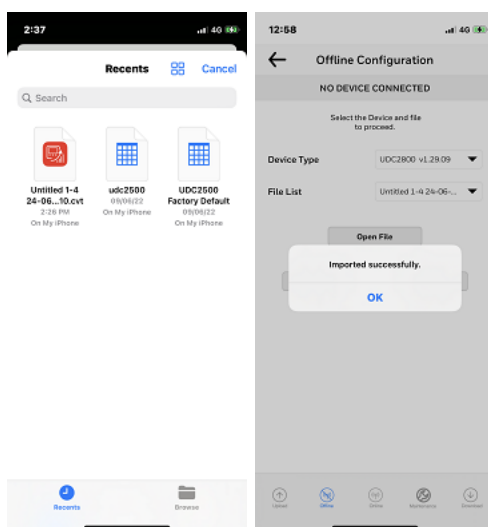 2:37
4G
Recents
Cancel
Search
Untitled 1-4
24-06...10.cvt
2:26 PM
On My iPhone
udc2500
09/06/22
On My iPhone
UDC2500
Factory Default
09/06/22
On My iPhone
Recents
Browse
12:58
4G
Offline Configuration
NO DEVICE CONNECTED
Select the Device and file
to proceed.
Device Type
UDC2800 v1.29.09
File List
Untitled 1-4 24-06-...
Open File
Imported successfully.
OK
Upload
Offline
Online
Maintenance
Download